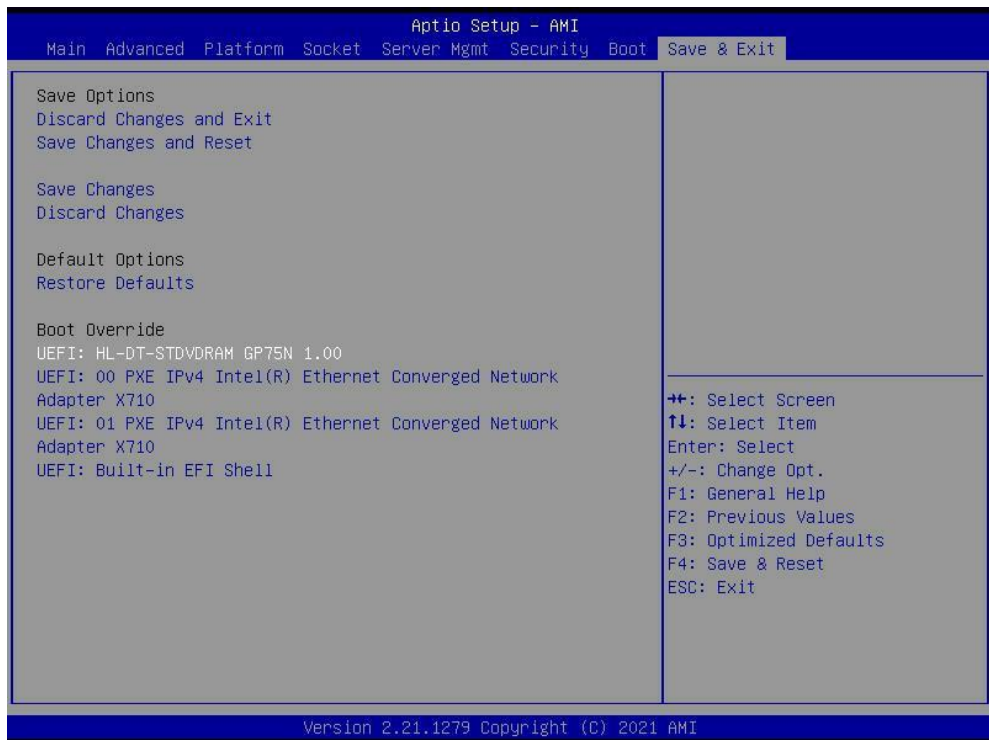 Aptio Setup – AMI
Main Advanced Platform Socket Server Mgmt Security Boot Save & Exit
Save Options
Discard Changes and Exit
Save Changes and Reset
Save Changes
Discard Changes
Default Options
Restore Defaults
Boot Override
UEFI: HL-DT-STDVDRAM GP75N 1.00
UEFI: 00 PXE IPv4 Intel(R) Ethernet Converged Network
Adapter X710
UEFI: 01 PXE IPv4 Intel(R) Ethernet Converged Network
Adapter X710
UEFI: Built-in EFI Shell
→←: Select Screen
↑↓: Select Item
Enter: Select
+/-: Change Opt.
F1: General Help
F2: Previous Values
F3: Optimized Defaults
F4: Save & Reset
ESC: Exit
Version 2.21.1279 Copyright (C) 2021 AMI